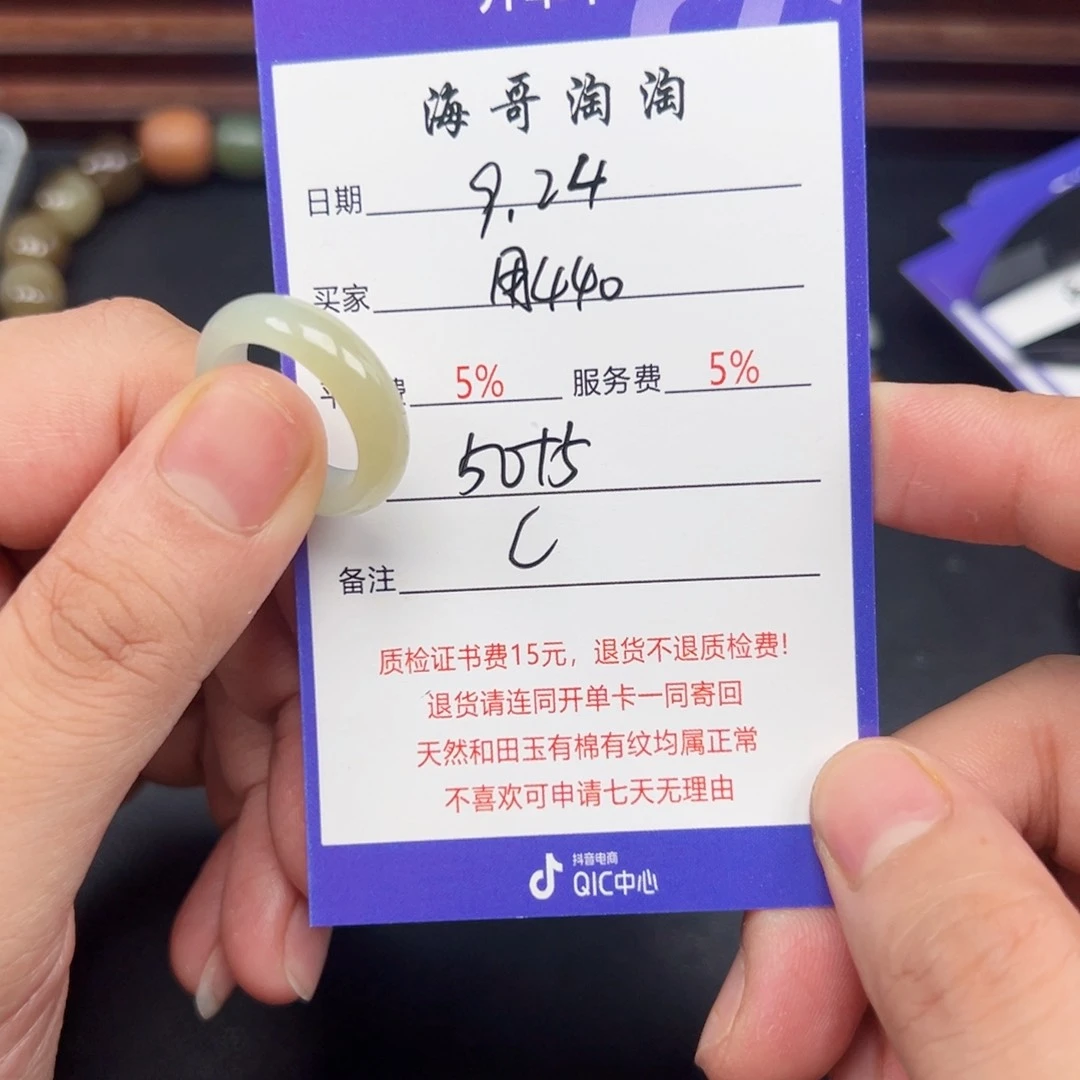 海哥淘淘
日期 9.24
买家 用440
费 5% 服务费 5%
50+5
C
备注
质检证书费15元，退货不退质检费！
退货请连同开单卡一同寄回
天然和田玉有棉有纹均属正常
不喜欢可申请七天无理由
抖音电商
QIC中心